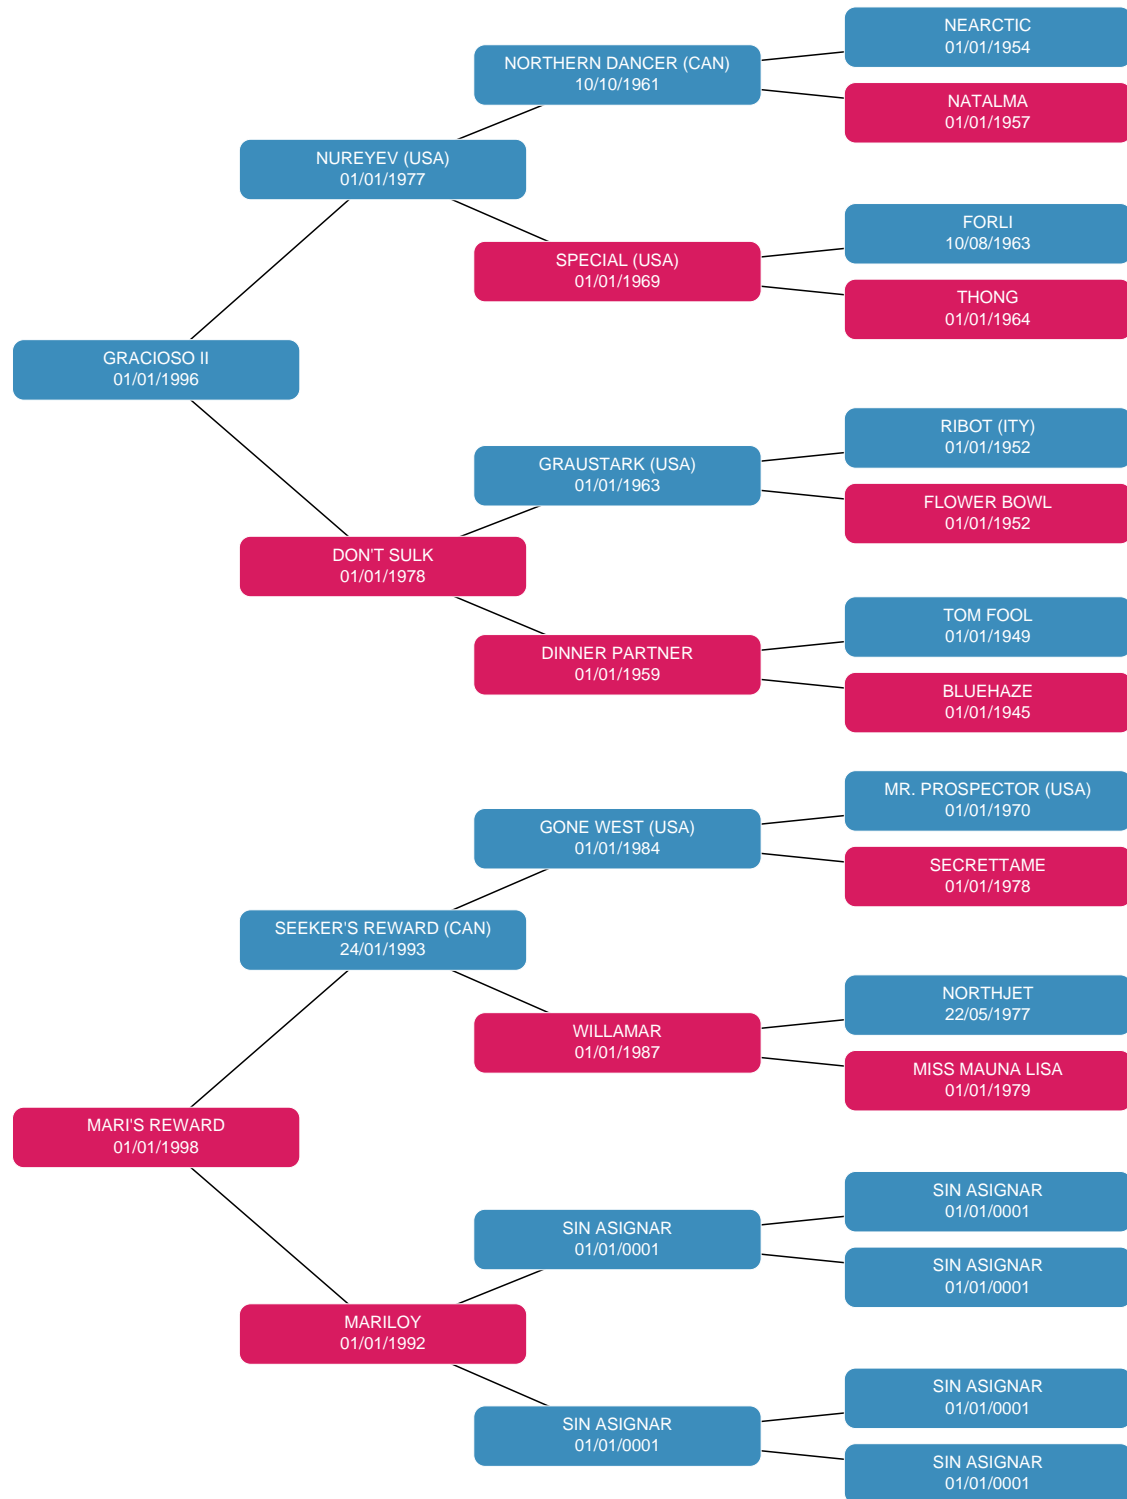 NEARCTIC
01/01/1954
NORTHERN DANCER (CAN)
10/10/1961
NATALMA
01/01/1957
NUREYEV (USA)
01/01/1977
FORLI
10/08/1963
SPECIAL (USA)
01/01/1969
THONG
01/01/1964
GRACIOSO II
01/01/1996
RIBOT (ITY)
01/01/1952
GRAUSTARK (USA)
01/01/1963
FLOWER BOWL
01/01/1952
DON'T SULK
01/01/1978
TOM FOOL
01/01/1949
DINNER PARTNER
01/01/1959
BLUEHAZE
01/01/1945
MR. PROSPECTOR (USA)
01/01/1970
GONE WEST (USA)
01/01/1984
SECRETTAME
01/01/1978
SEEKER'S REWARD (CAN)
24/01/1993
NORTHJET
22/05/1977
WILLAMAR
01/01/1987
MISS MAUNA LISA
01/01/1979
MARI'S REWARD
01/01/1998
SIN ASIGNAR
01/01/0001
SIN ASIGNAR
01/01/0001
SIN ASIGNAR
01/01/0001
MARILOY
01/01/1992
SIN ASIGNAR
01/01/0001
SIN ASIGNAR
01/01/0001
SIN ASIGNAR
01/01/0001